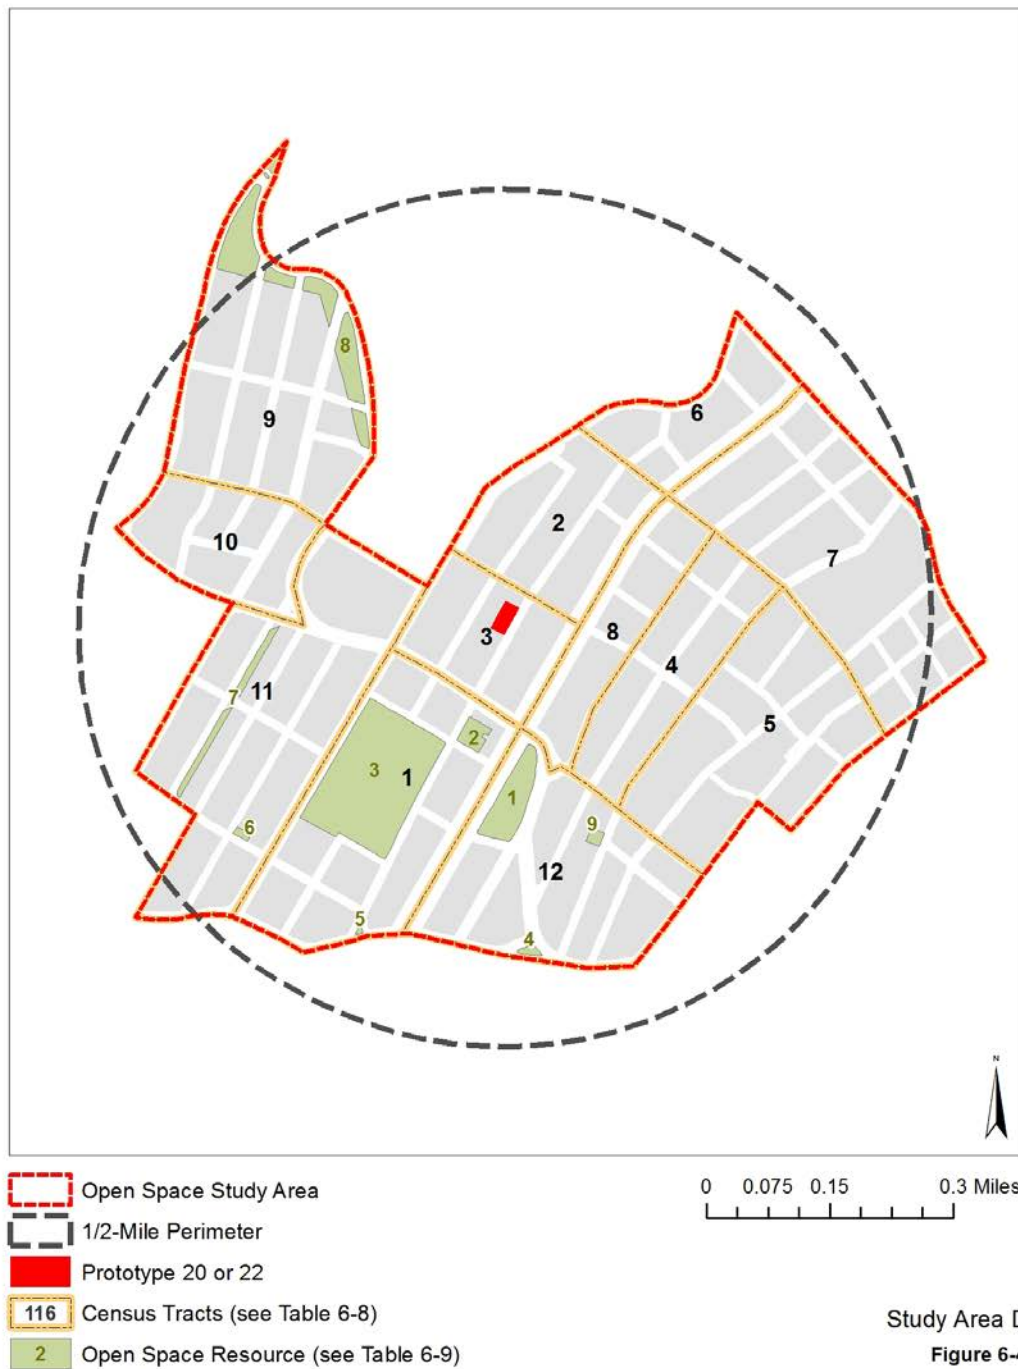 8
6
9
2
10
7
3
8
4
11
7
5
2
3
1
1
6
9
12
5
4
N
Open Space Study Area
1/2-Mile Perimeter
Prototype 20 or 22
116 Census Tracts (see Table 6-8)
2 Open Space Resource (see Table 6-9)
0 0.075 0.15 0.3 Miles
Study Area
Figure 6-